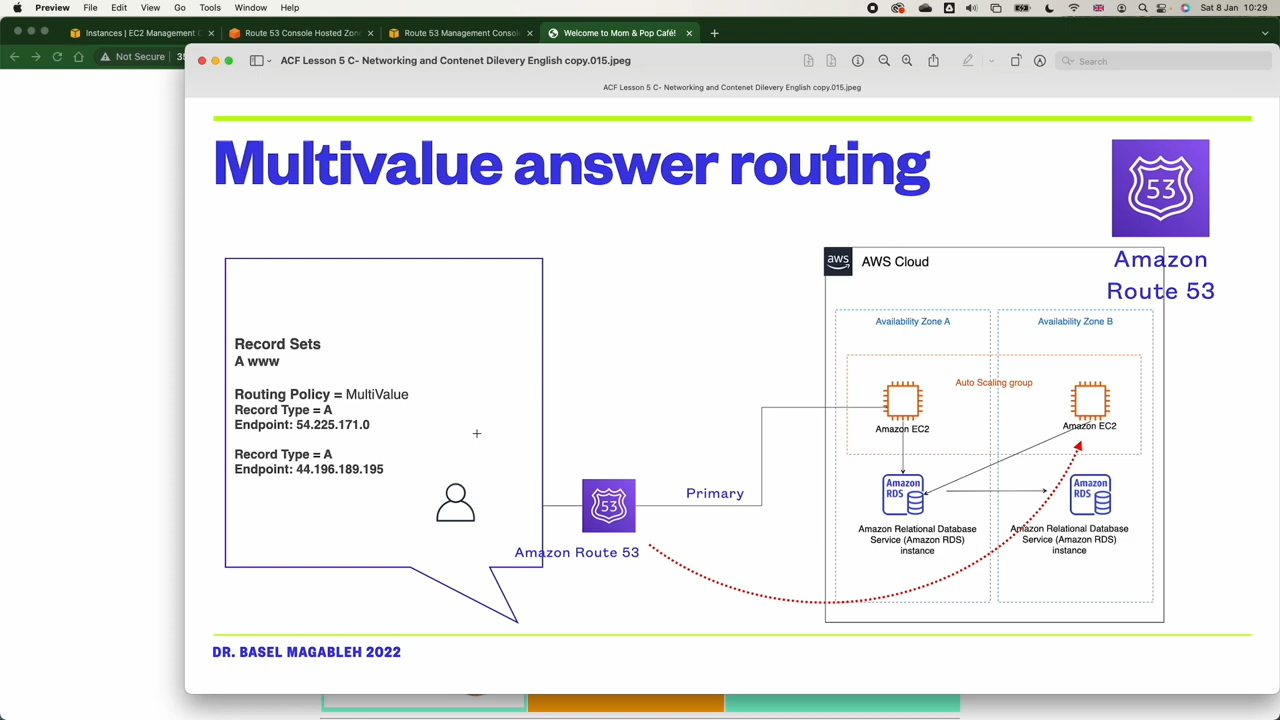 Preview File Edit View Go Tools Window Help
Sat 8 Jan 10:29
Instances | EC2 Management C
Route 53 Console Hosted Zon
Route 53 Management Consol
Welcome to Mom & Pop Café!
Not Secure
ACF Lesson 5 C- Networking and Contenet Dilevery English copy.015.jpeg
Search
ACF Lesson 5 C- Networking and Contenet Dilevery English copy.015.jpeg
Multivalue answer routing
53
Amazon
Route 53
Record Sets
A www
Routing Policy = MultiValue
Record Type = A
Endpoint: 54.225.171.0
Record Type = A
Endpoint: 44.196.189.195
53
Amazon Route 53
Primary
aws
AWS Cloud
Availability Zone A
Availability Zone B
Auto Scaling group
Amazon EC2
Amazon EC2
Amazon
RDS
Amazon
RDS
Amazon Relational Database
Service (Amazon RDS)
instance
Amazon Relational Database
Service (Amazon RDS)
instance
DR. BASEL MAGABLEH 2022